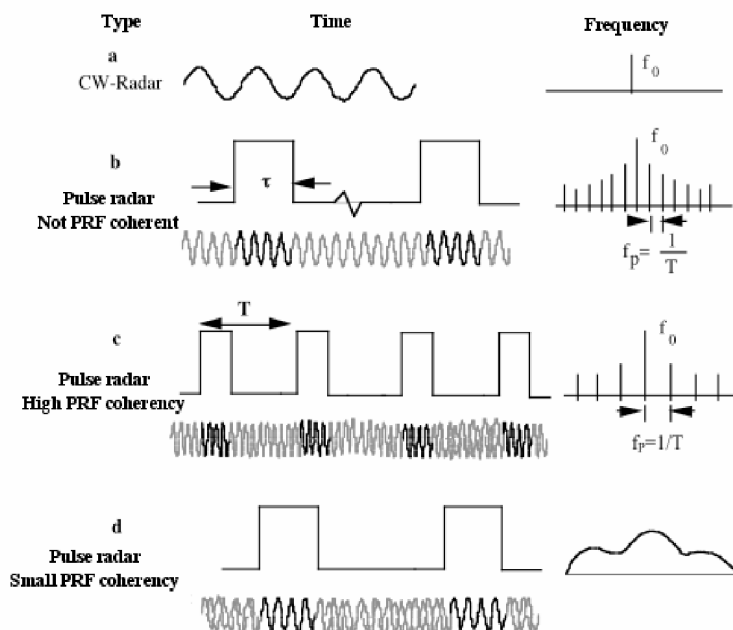 Type Time Frequency
a
CW-Radar
f0
b
Pulse radar
Not PRF coherent
τ
f0
fp= 1/T
c
Pulse radar
High PRF coherency
T
f0
fP=1/T
d
Pulse radar
Small PRF coherency